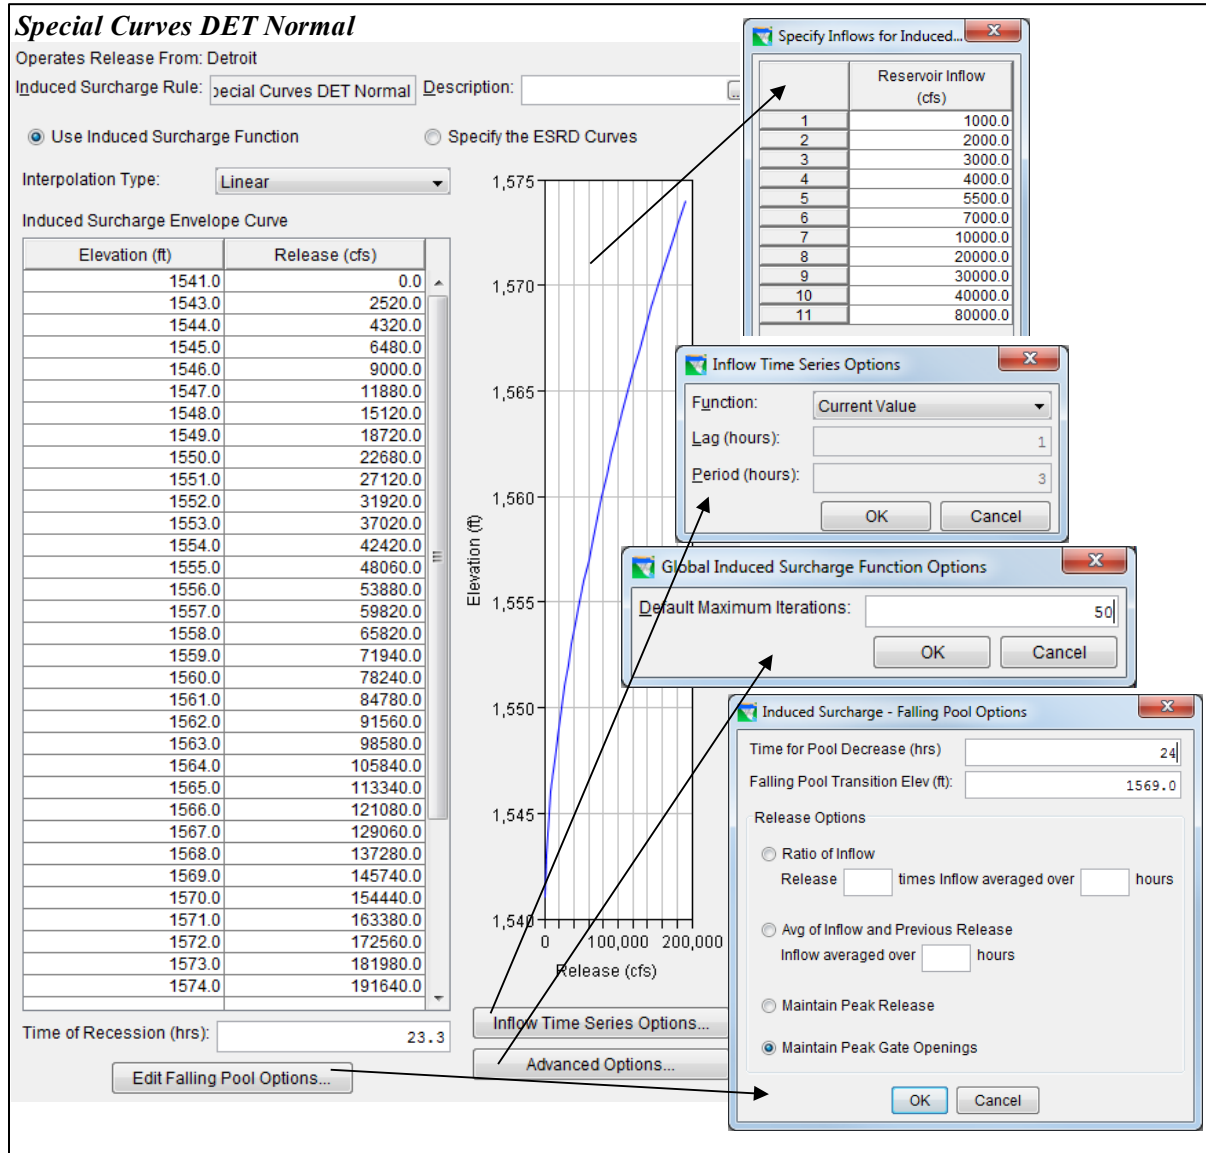 Special Curves DET Normal
Operates Release From: Detroit
Induced Surcharge Rule: pecial Curves DET Normal Description: ...
Use Induced Surcharge Function Specify the ESRD Curves
Interpolation Type: Linear
Induced Surcharge Envelope Curve
Elevation (ft) Release (cfs)
1541.0 0.0
1543.0 2520.0
1544.0 4320.0
1545.0 6480.0
1546.0 9000.0
1547.0 11880.0
1548.0 15120.0
1549.0 18720.0
1550.0 22680.0
1551.0 27120.0
1552.0 31920.0
1553.0 37020.0
1554.0 42420.0
1555.0 48060.0
1556.0 53880.0
1557.0 59820.0
1558.0 65820.0
1559.0 71940.0
1560.0 78240.0
1561.0 84780.0
1562.0 91560.0
1563.0 98580.0
1564.0 105840.0
1565.0 113340.0
1566.0 121080.0
1567.0 129060.0
1568.0 137280.0
1569.0 145740.0
1570.0 154440.0
1571.0 163380.0
1572.0 172560.0
1573.0 181980.0
1574.0 191640.0
Time of Recession (hrs): 23.3
Edit Falling Pool Options...
1,575
1,570
1,565
1,560
1,555
1,550
1,545
1,540
Elevation (ft)
0 100,000 200,000
Release (cfs)
Inflow Time Series Options...
Advanced Options...
Specify Inflows for Induced...
Reservoir Inflow
(cfs)
1 1000.0
2 2000.0
3 3000.0
4 4000.0
5 5500.0
6 7000.0
7 10000.0
8 20000.0
9 30000.0
10 40000.0
11 80000.0
Inflow Time Series Options
Function: Current Value
Lag (hours): 1
Period (hours): 3
OK Cancel
Global Induced Surcharge Function Options
Default Maximum Iterations: 50
OK Cancel
Induced Surcharge - Falling Pool Options
Time for Pool Decrease (hrs) 24
Falling Pool Transition Elev (ft): 1569.0
Release Options
Ratio of Inflow
Release times Inflow averaged over hours
Avg of Inflow and Previous Release
Inflow averaged over hours
Maintain Peak Release
Maintain Peak Gate Openings
OK Cancel